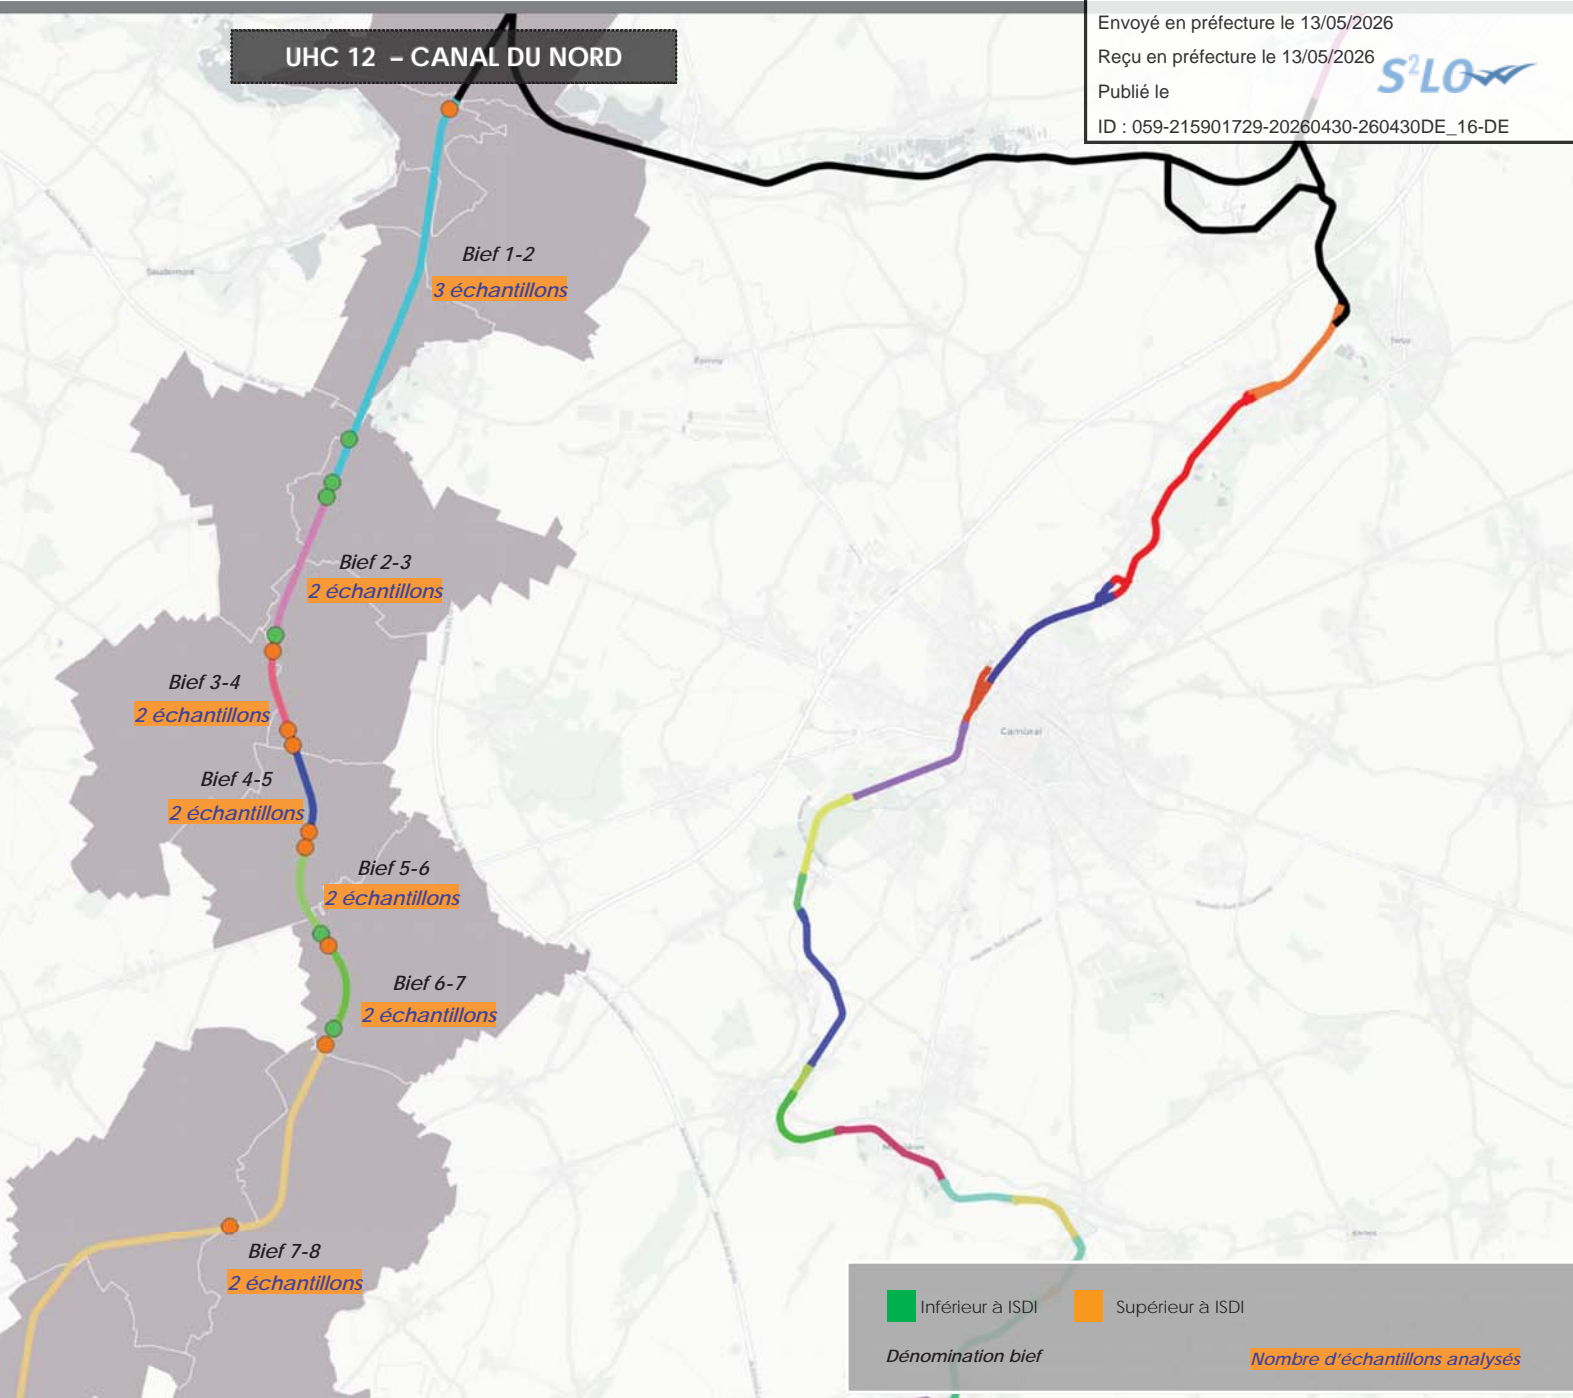 UHC 12 – CANAL DU NORD
Envoyé en préfecture le 13/05/2026
Reçu en préfecture le 13/05/2026
Publié le
S²LO
ID : 059-215901729-20260430-260430DE_16-DE
Bief 1-2
3 échantillons
Bief 2-3
2 échantillons
Bief 3-4
2 échantillons
Bief 4-5
2 échantillons
Bief 5-6
2 échantillons
Bief 6-7
2 échantillons
Bief 7-8
2 échantillons
Cambrai
Inférieur à ISDI
Supérieur à ISDI
Dénomination bief
Nombre d'échantillons analysés